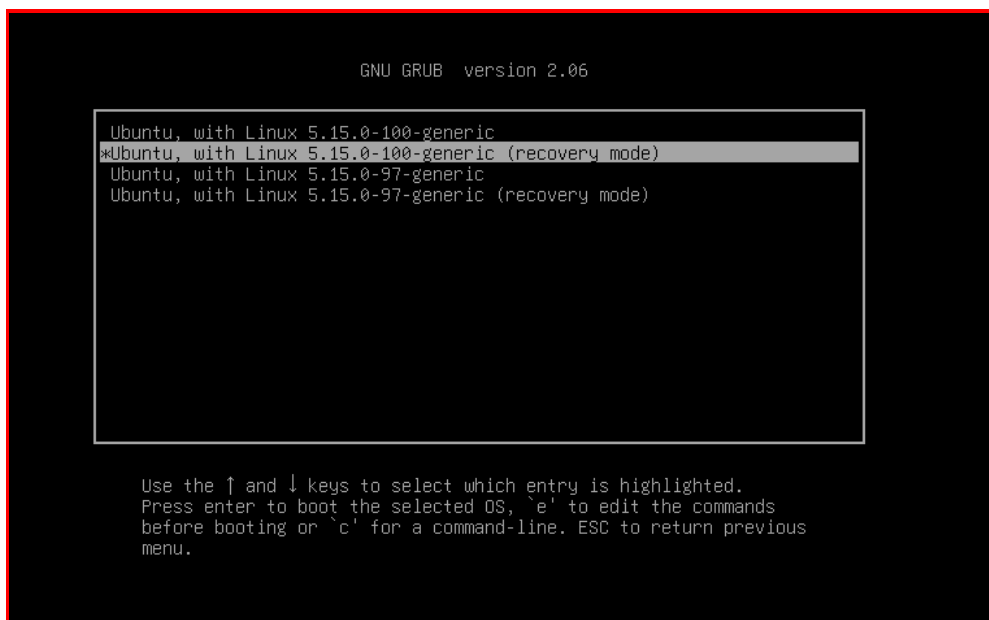 GNU GRUB  version 2.06
Ubuntu, with Linux 5.15.0-100-generic
*Ubuntu, with Linux 5.15.0-100-generic (recovery mode)
Ubuntu, with Linux 5.15.0-97-generic
Ubuntu, with Linux 5.15.0-97-generic (recovery mode)
Use the ↑ and ↓ keys to select which entry is highlighted.
Press enter to boot the selected OS, `e' to edit the commands
before booting or `c' for a command-line. ESC to return previous
menu.